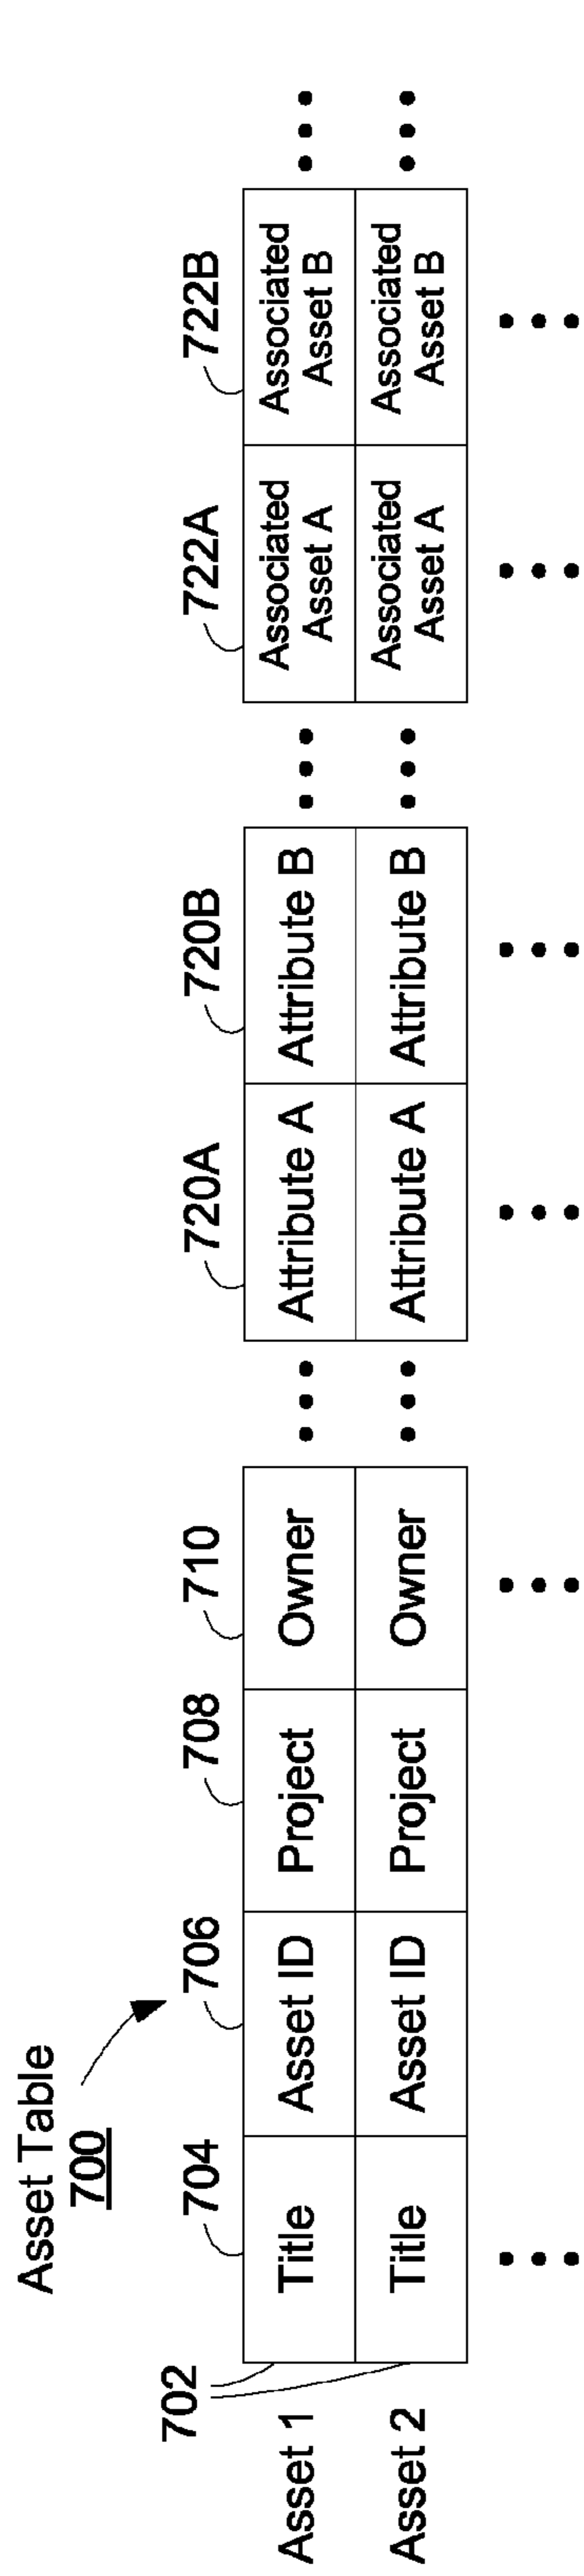 Asset Table
700
702
704
706
708
710
720A
720B
722A
722B
Asset 1
Title
Asset ID
Project
Owner
Attribute A
Attribute B
Associated
Asset A
Associated
Asset B
Asset 2
Title
Asset ID
Project
Owner
Attribute A
Attribute B
Associated
Asset A
Associated
Asset B